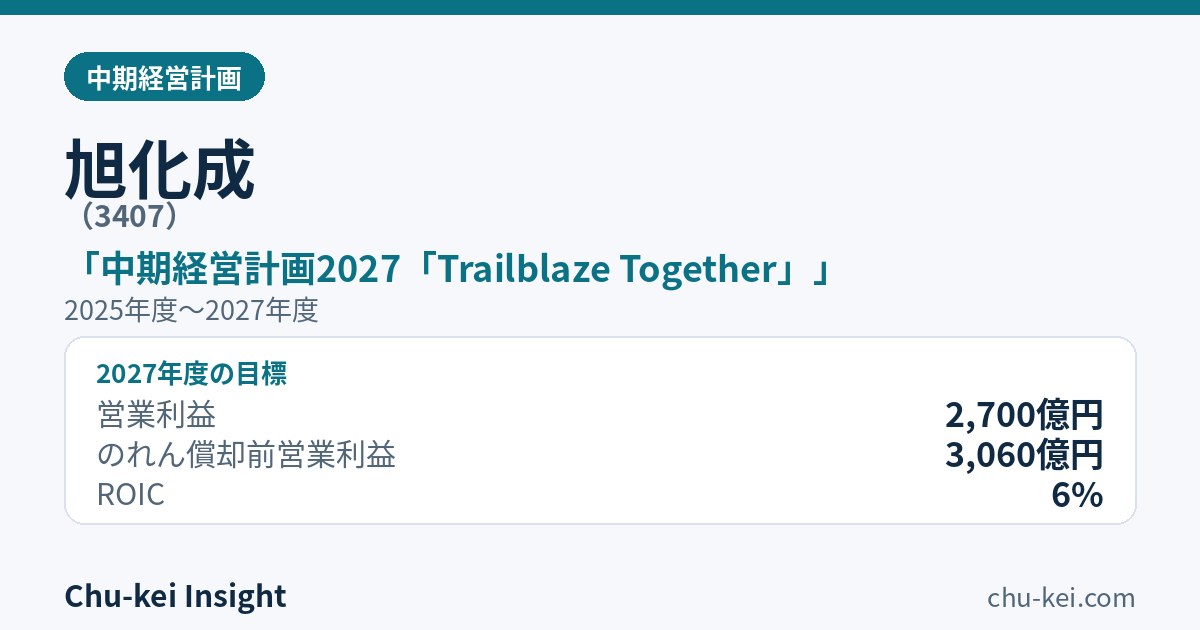 中期経営計画
旭化成
（3407）
「中期経営計画2027「Trailblaze Together」」
2025年度～2027年度
2027年度の目標
営業利益 2,700億円
のれん償却前営業利益 3,060億円
ROIC 6%
Chu-kei Insight chu-kei.com